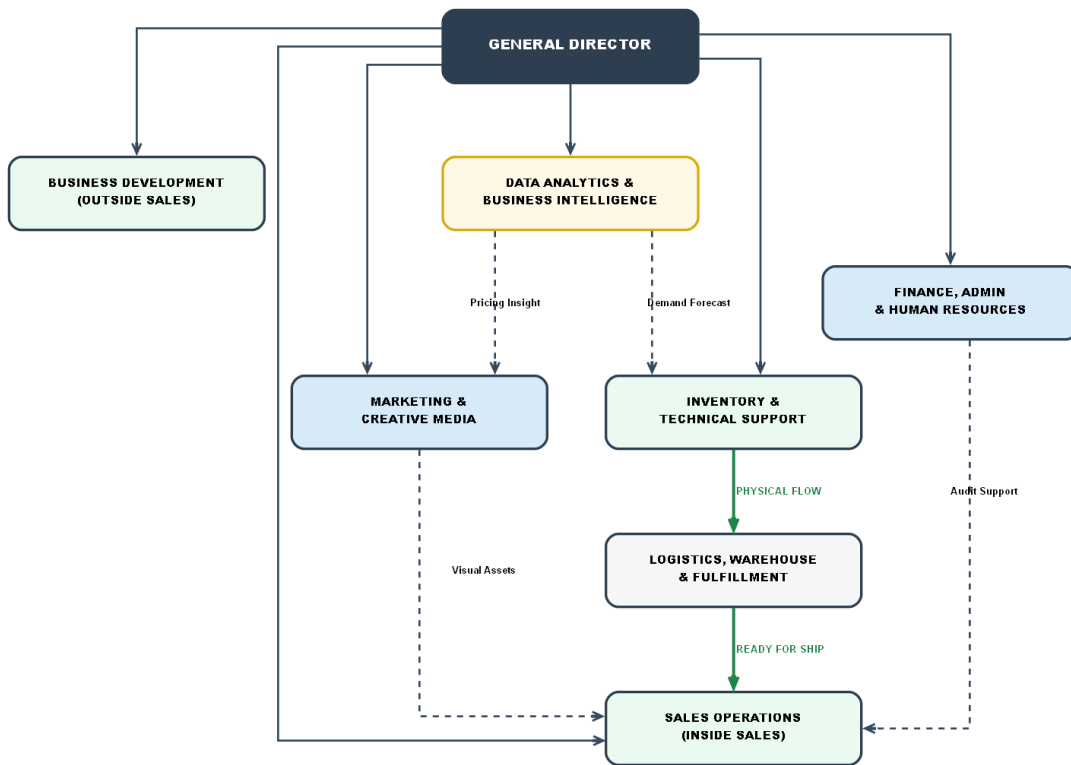 GENERAL DIRECTOR
BUSINESS DEVELOPMENT
(OUTSIDE SALES)
DATA ANALYTICS &
BUSINESS INTELLIGENCE
FINANCE, ADMIN
& HUMAN RESOURCES
Pricing Insight
Demand Forecast
MARKETING &
CREATIVE MEDIA
INVENTORY &
TECHNICAL SUPPORT
PHYSICAL FLOW
Audit Support
LOGISTICS, WAREHOUSE
& FULFILLMENT
Visual Assets
READY FOR SHIP
SALES OPERATIONS
(INSIDE SALES)